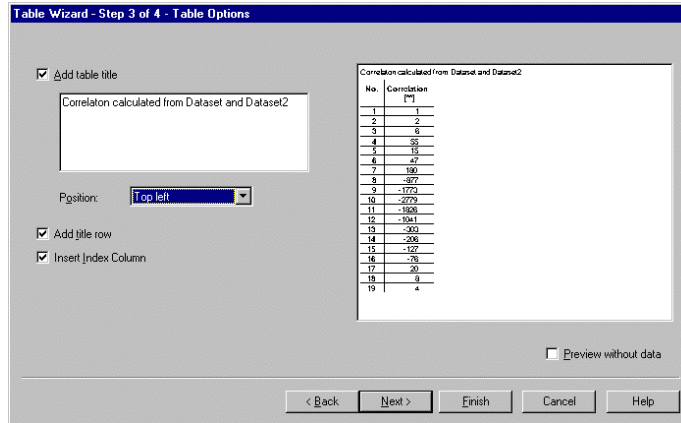 Table Wizard - Step 3 of 4 - Table Options
Add table title
Correlaton calculated from Dataset and Dataset2
Position: Top left
Add title row
Insert Index Column
Correlaton calculated from Dataset and Dataset2
No. Correlation
[""]
1 1
2 2
3 6
4 55
5 15
6 47
7 180
8 -877
9 -1773
10 -2779
11 -1826
12 -1041
13 -303
14 -206
15 -127
16 -76
17 20
18 8
19 4
Preview without data
< Back Next > Finish Cancel Help